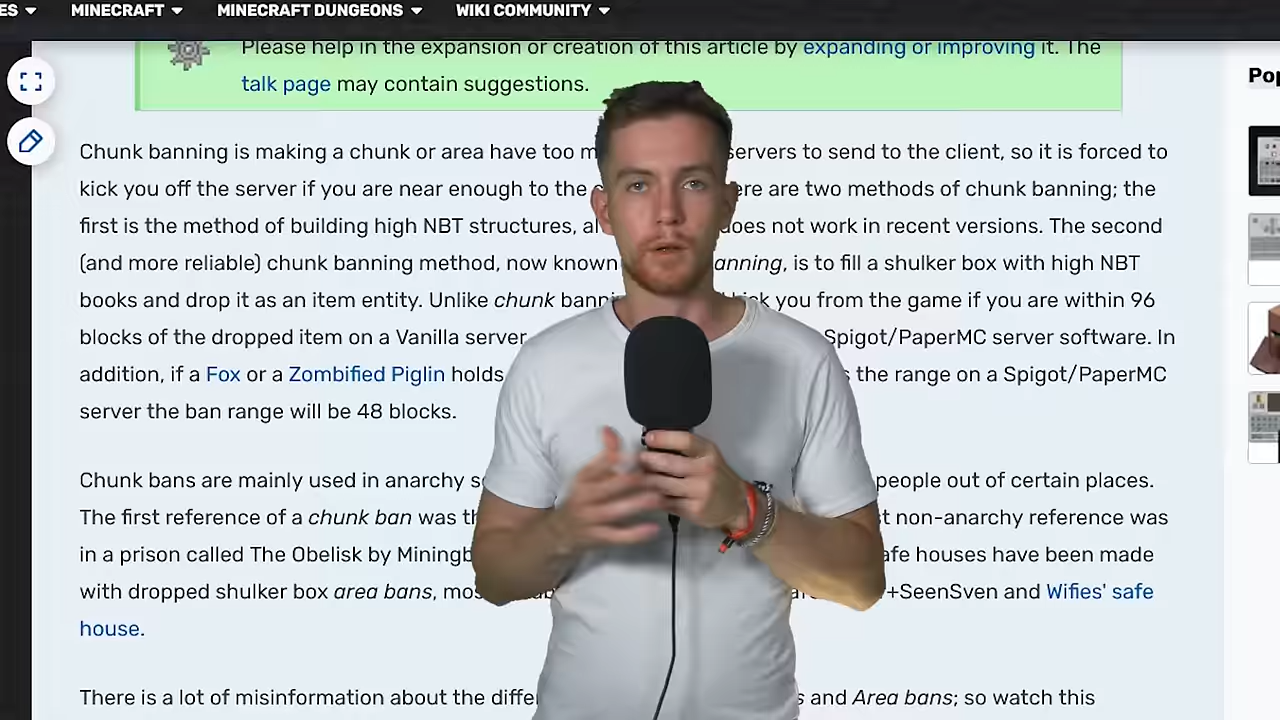 ES MINECRAFT MINECRAFT DUNGEONS WIKI COMMUNITY
Please help in the expansion or creation of this article by expanding or improving it. The
talk page may contain suggestions.
Chunk banning is making a chunk or area have too servers to send to the client, so it is forced to
kick you off the server if you are near enough to the are two methods of chunk banning; the
first is the method of building high NBT structures, does not work in recent versions. The second
(and more reliable) chunk banning method, now known anning, is to fill a shulker box with high NBT
books and drop it as an item entity. Unlike chunk kick you from the game if you are within 96
blocks of the dropped item on a Vanilla server Spigot/PaperMC server software. In
addition, if a Fox or a Zombified Piglin holds the range on a Spigot/PaperMC
server the ban range will be 48 blocks.
Chunk bans are mainly used in anarchy people out of certain places.
The first reference of a chunk ban was non-anarchy reference was
in a prison called The Obelisk by Miningb afe houses have been made
with dropped shulker box area bans, +SeenSven and Wifies' safe
house.
There is a lot of misinformation about the and Area bans; so watch this
Pop